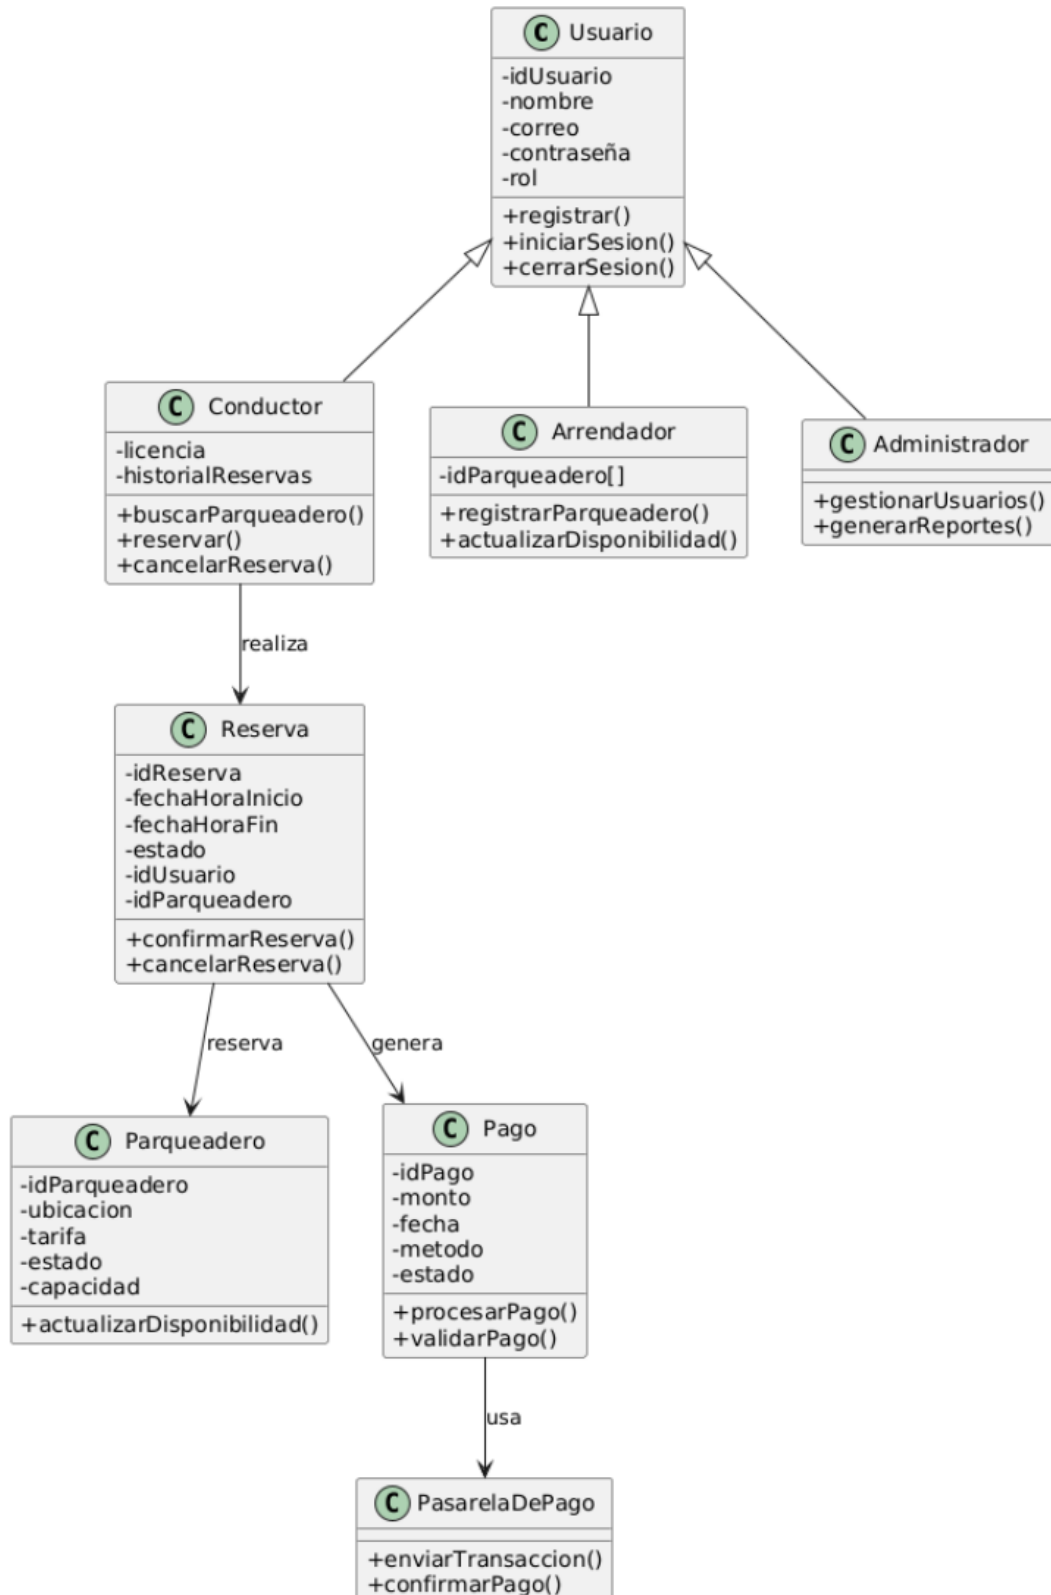 C Usuario
-idUsuario
-nombre
-correo
-contraseña
-rol
+registrar()
+iniciarSesion()
+cerrarSesion()
C Conductor
-licencia
-historialReservas
+buscarParqueadero()
+reservar()
+cancelarReserva()
C Arrendador
-idParqueadero[]
+registrarParqueadero()
+actualizarDisponibilidad()
C Administrador
+gestionarUsuarios()
+generarReportes()
realiza
C Reserva
-idReserva
-fechaHoraInicio
-fechaHoraFin
-estado
-idUsuario
-idParqueadero
+confirmarReserva()
+cancelarReserva()
reserva
genera
C Parqueadero
-idParqueadero
-ubicacion
-tarifa
-estado
-capacidad
+actualizarDisponibilidad()
C Pago
-idPago
-monto
-fecha
-metodo
-estado
+procesarPago()
+validarPago()
usa
C PasarelaDePago
+enviarTransaccion()
+confirmarPago()